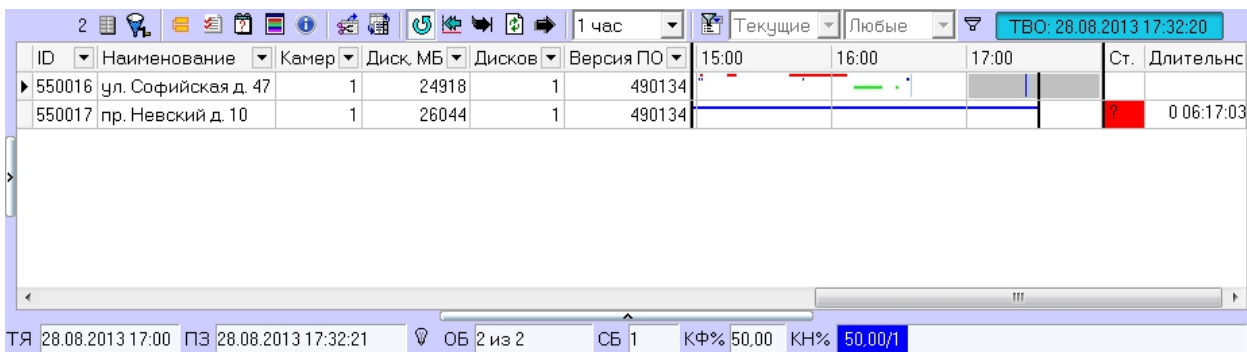 2 1 час Текущие Любые ТВО: 28.08.2013 17:32:20
ID Наименование Камер Диск, МБ Дисков Версия ПО 15:00 16:00 17:00 Ст. Длительнс
550016 ул. Софийская д. 47 1 24918 1 490134
550017 пр. Невский д. 10 1 26044 1 490134 ? 0 06:17:03
ТЯ 28.08.2013 17:00 ПЗ 28.08.2013 17:32:21 ОБ 2 из 2 СБ 1 КФ% 50,00 КН% 50,00/1